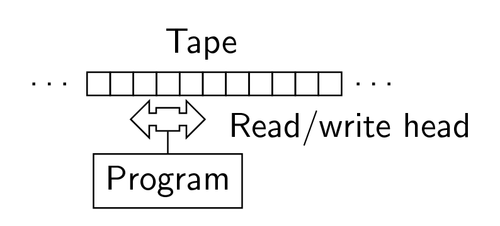 Tape
. . . . . .
Read/write head
Program